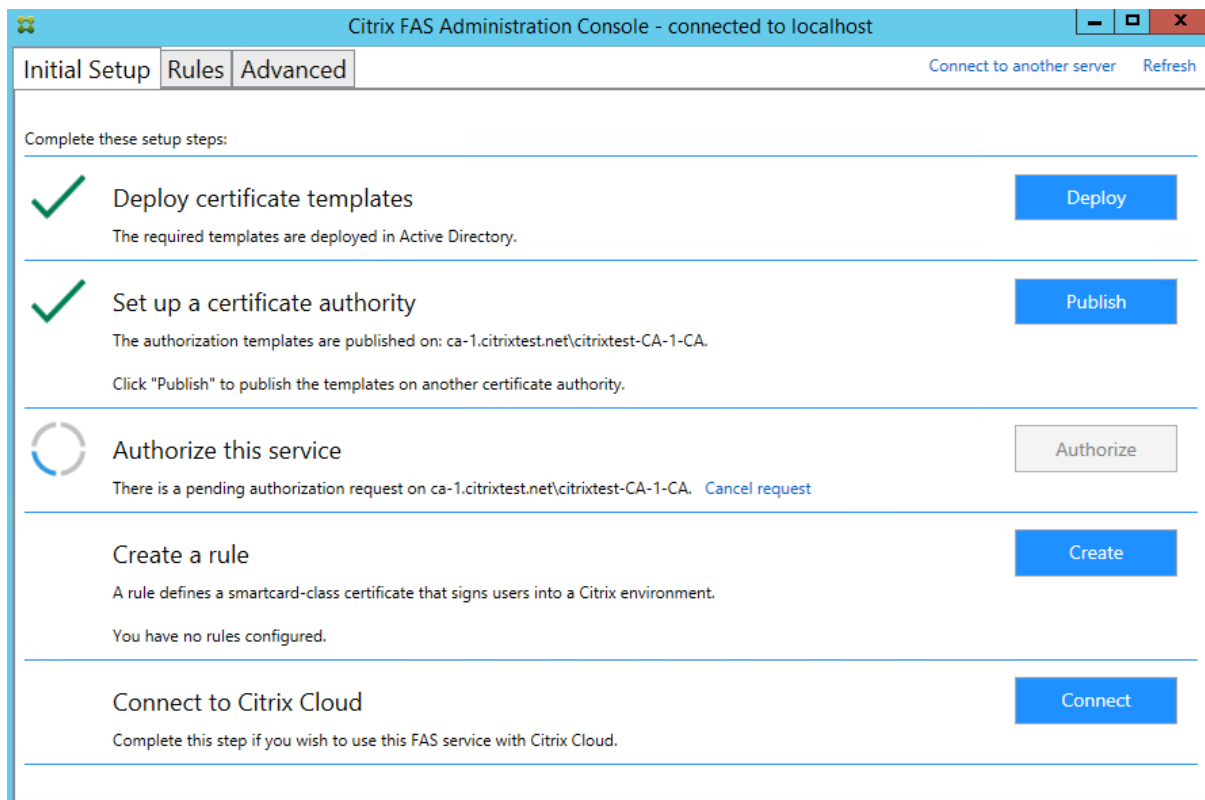 Citrix FAS Administration Console - connected to localhost
Initial Setup Rules Advanced Connect to another server Refresh
Complete these setup steps:
Deploy certificate templates
Deploy
The required templates are deployed in Active Directory.
Set up a certificate authority
Publish
The authorization templates are published on: ca-1.citrixtest.net\citrixtest-CA-1-CA.
Click "Publish" to publish the templates on another certificate authority.
Authorize this service
Authorize
There is a pending authorization request on ca-1.citrixtest.net\citrixtest-CA-1-CA. Cancel request
Create a rule
Create
A rule defines a smartcard-class certificate that signs users into a Citrix environment.
You have no rules configured.
Connect to Citrix Cloud
Connect
Complete this step if you wish to use this FAS service with Citrix Cloud.